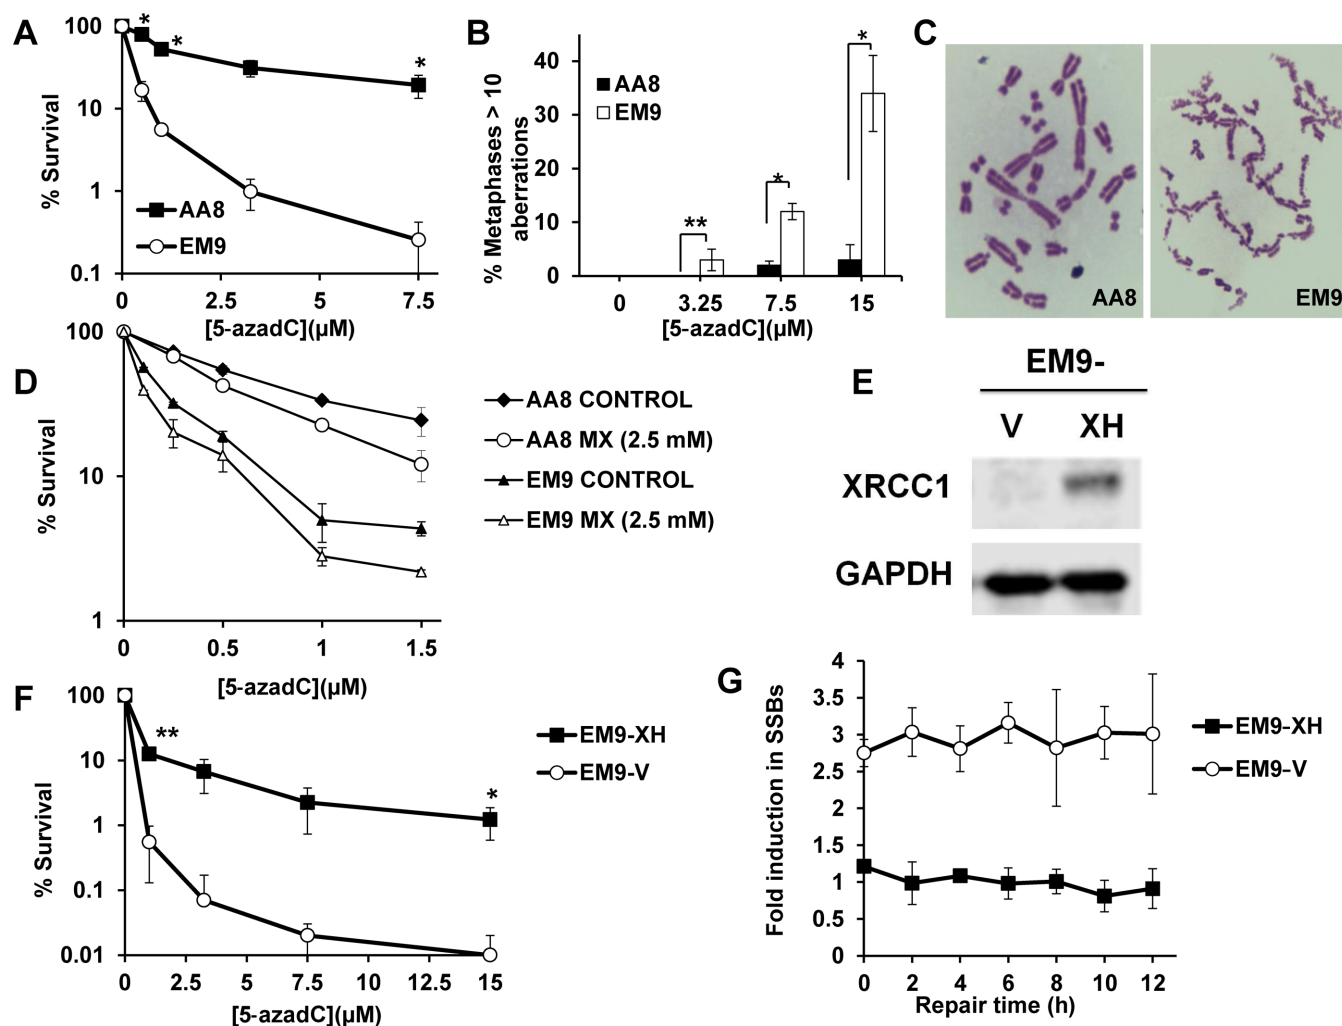 A
% Survival
100
10
1
0.1
*
*
*
AA8
EM9
0
2.5
5
7.5
[5-azadC](µM)
B
% Metaphases > 10
aberrations
40
30
20
10
0
AA8
EM9
**
*
*
0
3.25
7.5
15
[5-azadC](µM)
C
AA8
EM9
D
% Survival
100
10
1
0
0.5
1
1.5
[5-azadC](µM)
AA8 CONTROL
AA8 MX (2.5 mM)
EM9 CONTROL
EM9 MX (2.5 mM)
E
EM9-
V XH
XRCC1
GAPDH
F
% Survival
100
10
1
0.1
0.01
**
*
0
2.5
5
7.5
10
12.5
15
[5-azadC](µM)
EM9-XH
EM9-V
G
Fold induction in SSBs
4
3.5
3
2.5
2
1.5
1
0.5
0
0 2 4 6 8 10 12
Repair time (h)
EM9-XH
EM9-V